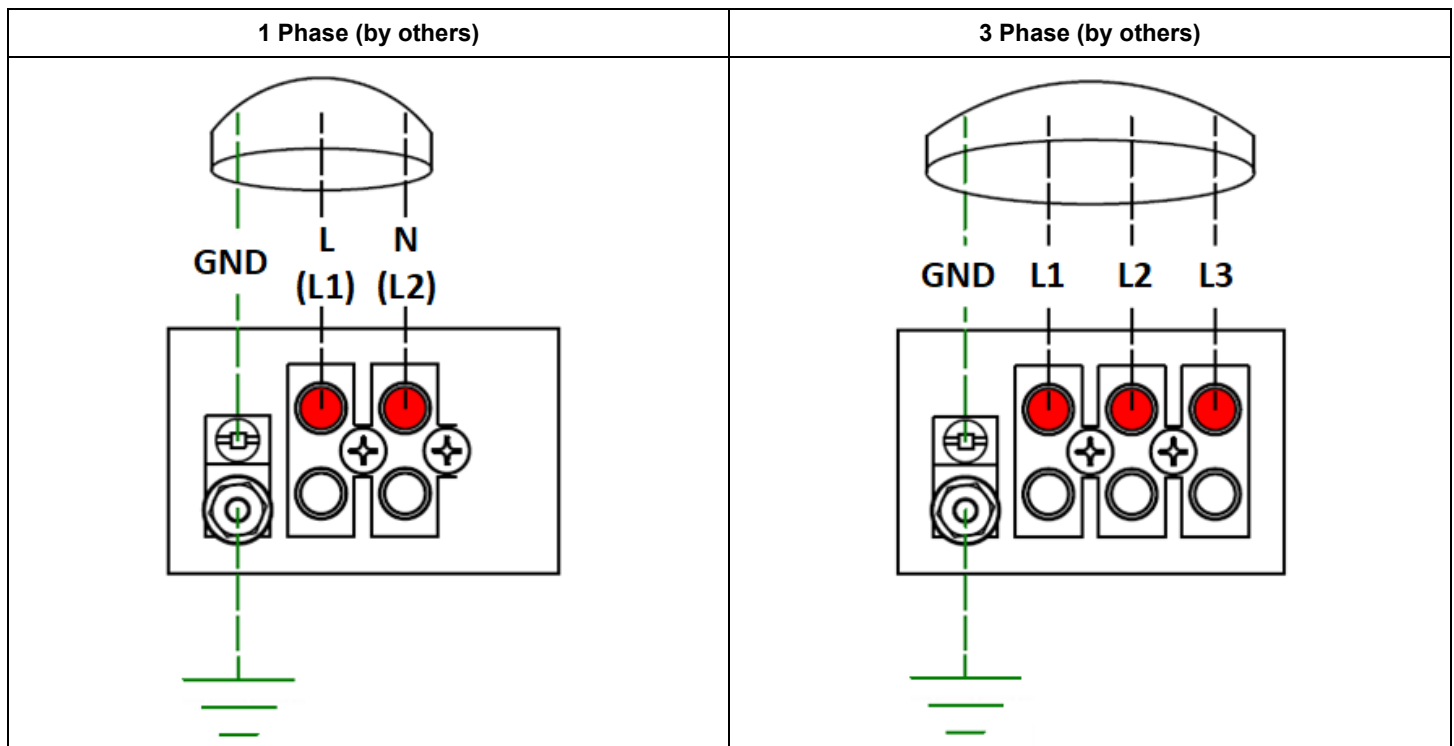 1 Phase (by others)
3 Phase (by others)
GND
L
(L1)
N
(L2)
GND
L1
L2
L3